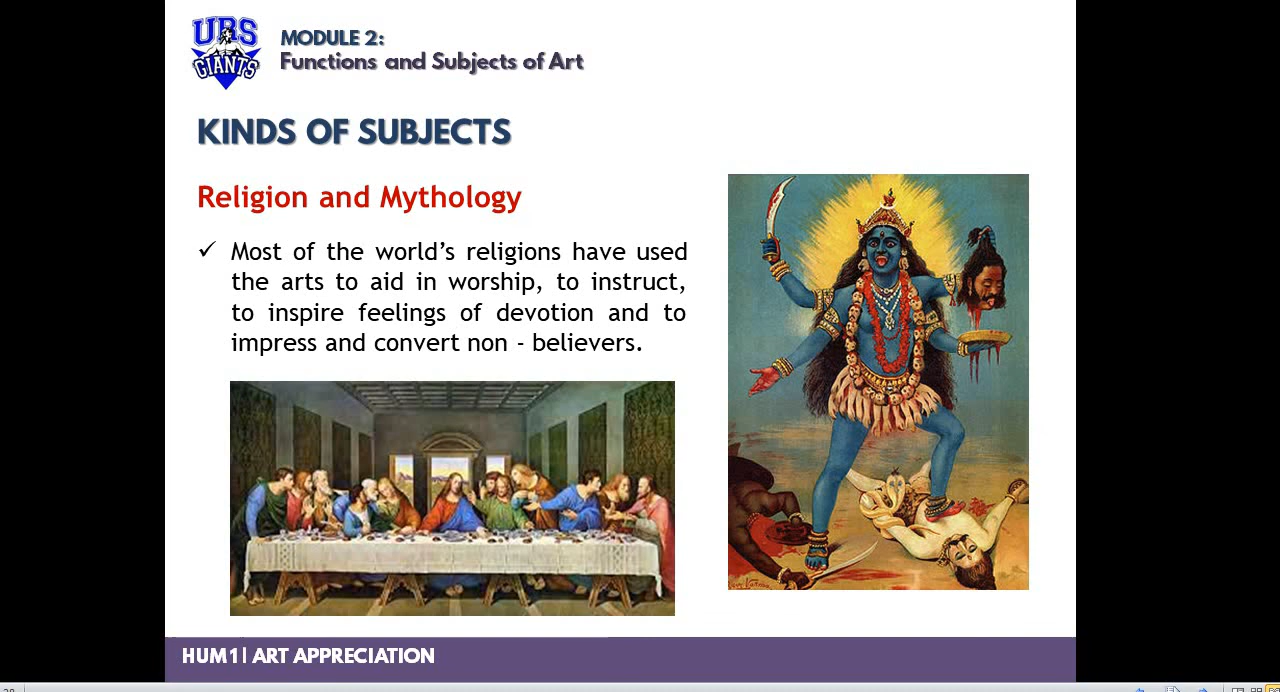 URS
GIANTS
MODULE 2:
Functions and Subjects of Art
KINDS OF SUBJECTS
Religion and Mythology
✓ Most of the world’s religions have used
the arts to aid in worship, to instruct,
to inspire feelings of devotion and to
impress and convert non - believers.
HUM1| ART APPRECIATION